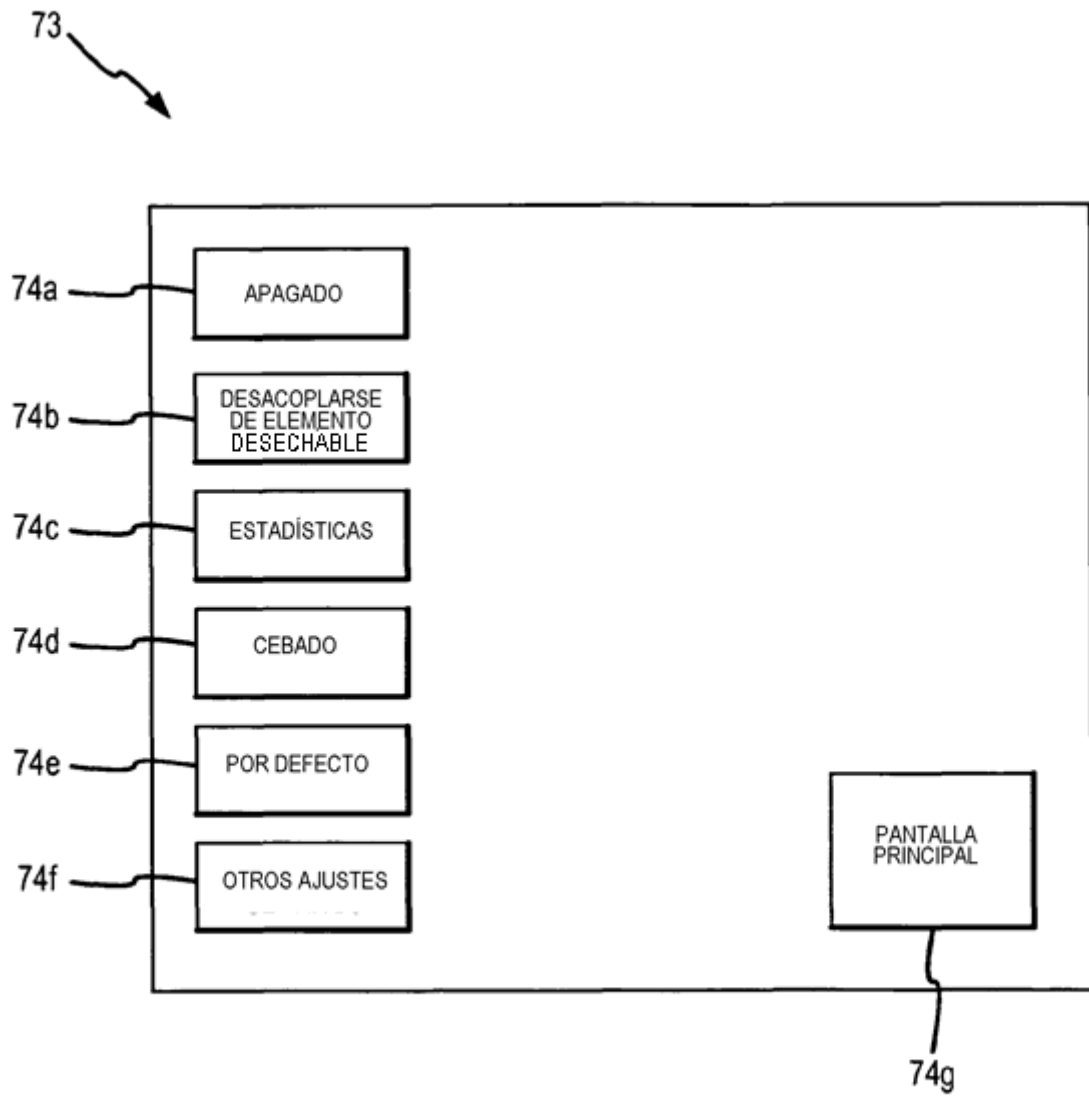 73
74a
APAGADO
74b
DESACOPLARSE
DE ELEMENTO
DESECHABLE
74c
ESTADÍSTICAS
74d
CEBADO
74e
POR DEFECTO
74f
OTROS AJUSTES
PANTALLA
PRINCIPAL
74g